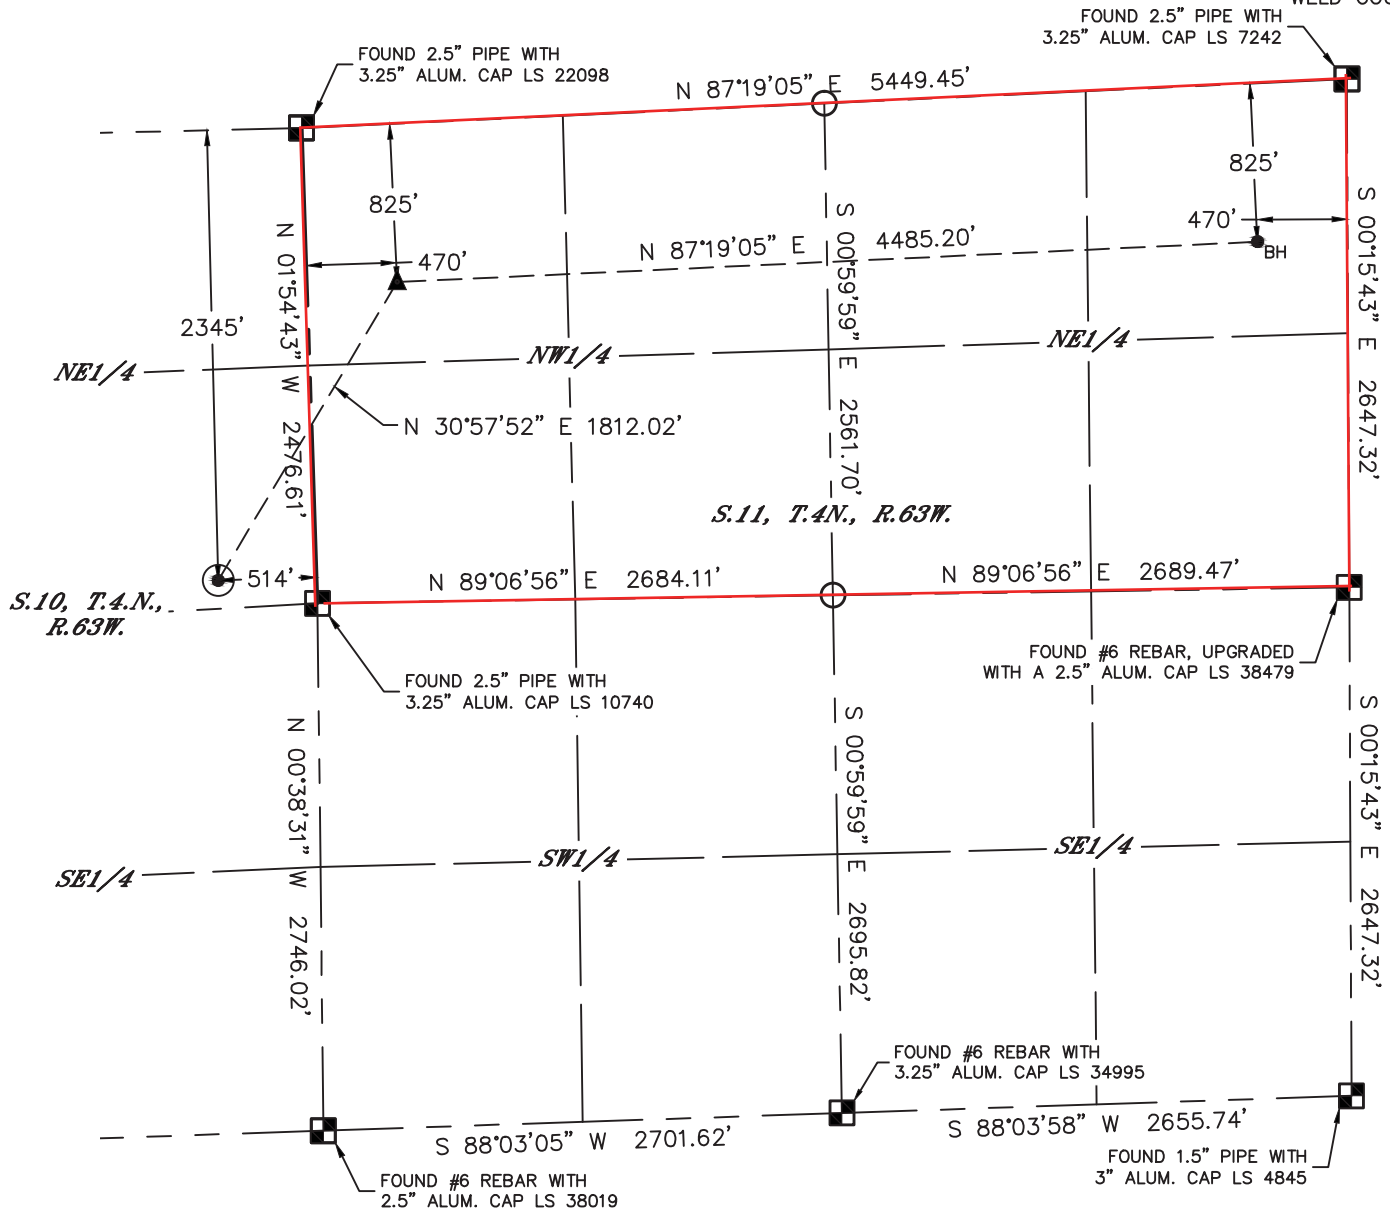 FOUND 2.5" PIPE WITH
3.25" ALUM. CAP LS 7242
FOUND 2.5" PIPE WITH
3.25" ALUM. CAP LS 22098
N 87°19'05" E 5449.45'
825'
825'
470'
470'
N 87°19'05" E 4485.20'
BH
2345'
N 01°54'43" W 2476.61'
S 00°59'59" E 2561.70'
S 00°15'43" E 2647.32'
NE1/4
NW1/4
NE1/4
N 30°57'52" E 1812.02'
S.11, T.4N., R.63W.
514'
N 89°06'56" E 2684.11'
N 89°06'56" E 2689.47'
S.10, T.4.N.,
R.63W.
FOUND 2.5" PIPE WITH
3.25" ALUM. CAP LS 10740
FOUND #6 REBAR, UPGRADED
WITH A 2.5" ALUM. CAP LS 38479
N 00°38'31" W 2746.02'
S 00°59'59" E 2695.82'
S 00°15'43" E 2647.32'
SE1/4
SW1/4
SE1/4
FOUND #6 REBAR WITH
3.25" ALUM. CAP LS 34995
S 88°03'05" W 2701.62'
S 88°03'58" W 2655.74'
FOUND #6 REBAR WITH
2.5" ALUM. CAP LS 38019
FOUND 1.5" PIPE WITH
3" ALUM. CAP LS 4845